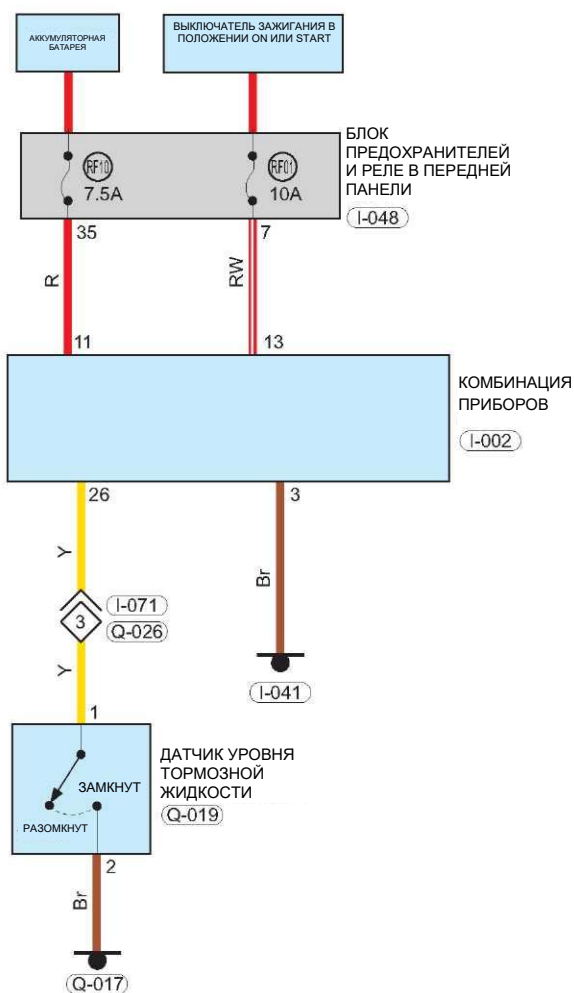 АККУМУЛЯТОРНАЯ
БАТАРЕЯ
ВЫКЛЮЧАТЕЛЬ ЗАЖИГАНИЯ В
ПОЛОЖЕНИИ ON ИЛИ START
RF10
7.5A
RF01
10A
БЛОК
ПРЕДОХРАНИТЕЛЕЙ
И РЕЛЕ В ПЕРЕДНЕЙ
ПАНЕЛИ
I-048
35
7
R
RW
11
13
КОМБИНАЦИЯ
ПРИБОРОВ
I-002
26
3
Y
Br
3
I-071
Q-026
Y
I-041
1
ЗАМКНУТ
РАЗОМКНУТ
ДАТЧИК УРОВНЯ
ТОРМОЗНОЙ
ЖИДКОСТИ
Q-019
2
Br
Q-017